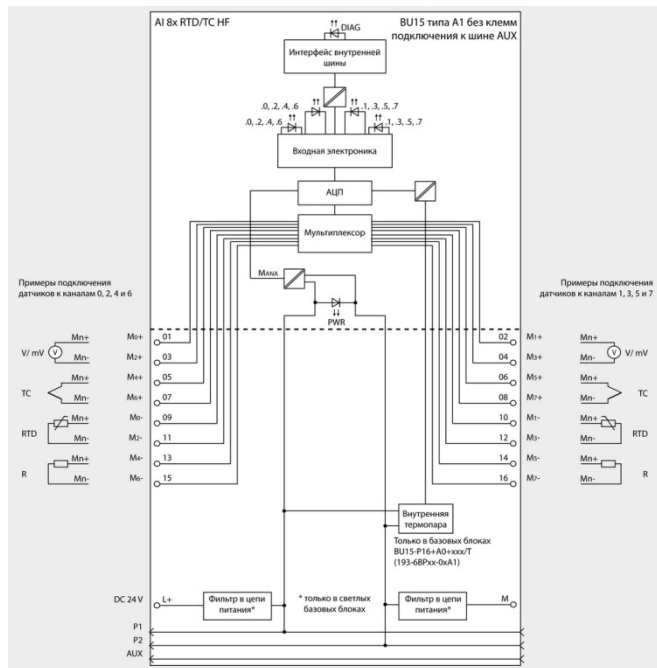 AI 8x RTD/TC HF
BU15 типа A1 без клемм
подключения к шине AUX
DIAG
Интерфейс внутренней
шины
.0, .2, .4, .6
.1, .3, .5, .7
.0, .2, .4, .6
.1, .3, .5, .7
Входная электроника
АЦП
Мультиплексор
MANA
PWR
Примеры подключения
датчиков к каналам 0, 2, 4 и 6
Примеры подключения
датчиков к каналам 1, 3, 5 и 7
V/ mV
V
Mn+
Mn-
TC
Mn+
Mn-
RTD
Mn+
Mn-
R
Mn+
Mn-
M0+ 01
M2+ 03
M4+ 05
M6+ 07
M0- 09
M2- 11
M4- 13
M6- 15
02 M1+
04 M3+
06 M5+
08 M7+
10 M1-
12 M3-
14 M5-
16 M7-
Mn+
Mn-
V
V/ mV
Mn+
Mn-
TC
Mn+
Mn-
RTD
Mn+
Mn-
R
Внутренняя
термопара
Только в базовых блоках
BU15-P16+A0+xxx/T
(193-6BPxx-0xA1)
DC 24 V
L+
Фильтр в цепи
питания*
* только в светлых
базовых блоках
Фильтр в цепи
питания*
M
P1
P2
AUX